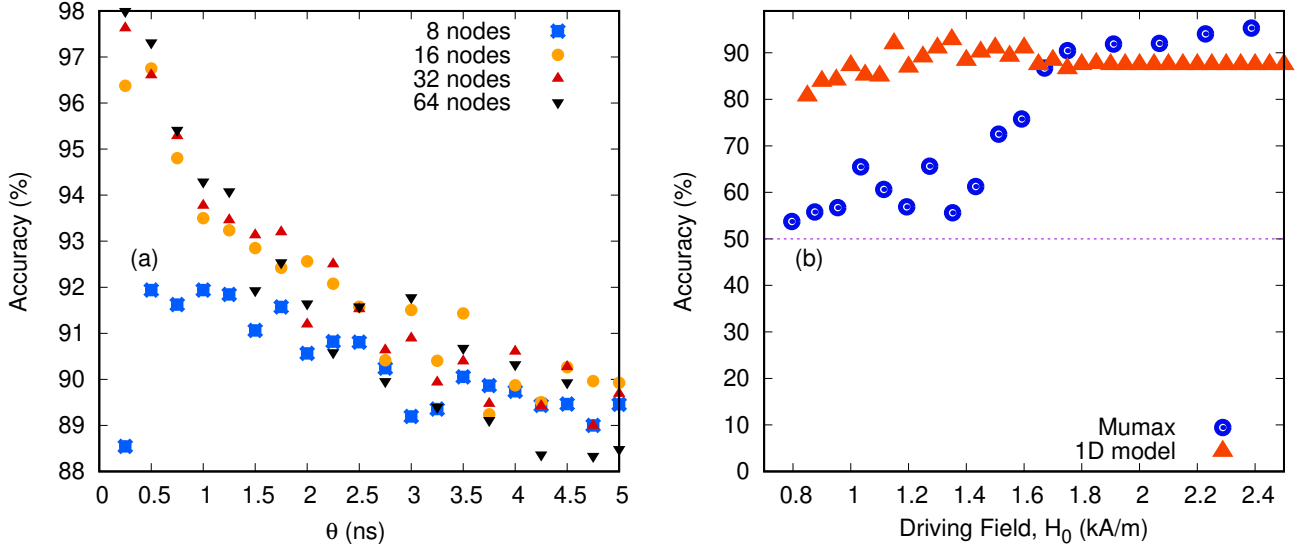 98
97
96
95
94
93
92
91
90
89
88
Accuracy (%)
8 nodes
16 nodes
32 nodes
64 nodes
(a)
0 0.5 1 1.5 2 2.5 3 3.5 4 4.5 5
θ (ns)
90
80
70
60
50
40
30
20
10
0
Accuracy (%)
(b)
Mumax
1D model
0.8 1 1.2 1.4 1.6 1.8 2 2.2 2.4
Driving Field, H₀ (kA/m)